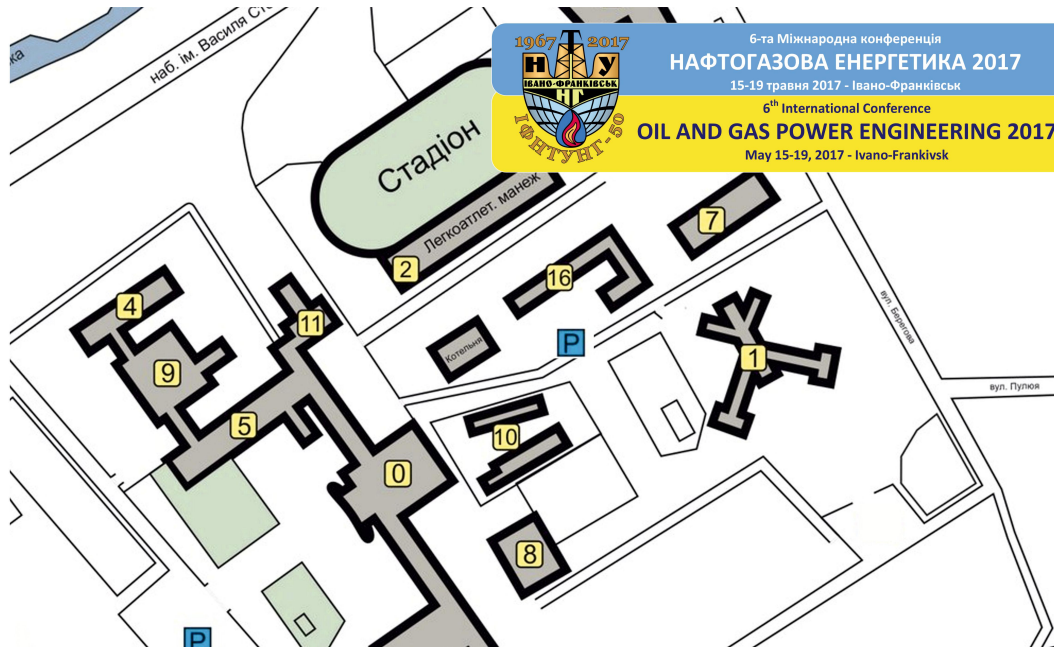 ка
наб. ім. Василя
1967 2017
Н Т У
ІВАНО-ФРАНКІВСЬК
НГ
ІФНТУНГ-50
6-та Міжнародна конференція
НАФТОГАЗОВА ЕНЕРГЕТИКА 2017
15-19 травня 2017 - Івано-Франківськ
6th International Conference
OIL AND GAS POWER ENGINEERING 2017
May 15-19, 2017 - Ivano-Frankivsk
Стадіон
Легкоатлет. манеж
2
7
16
4
11
Котельня
P
9
1
вул. Берегова
вул. Пулюя
5
10
0
8
P